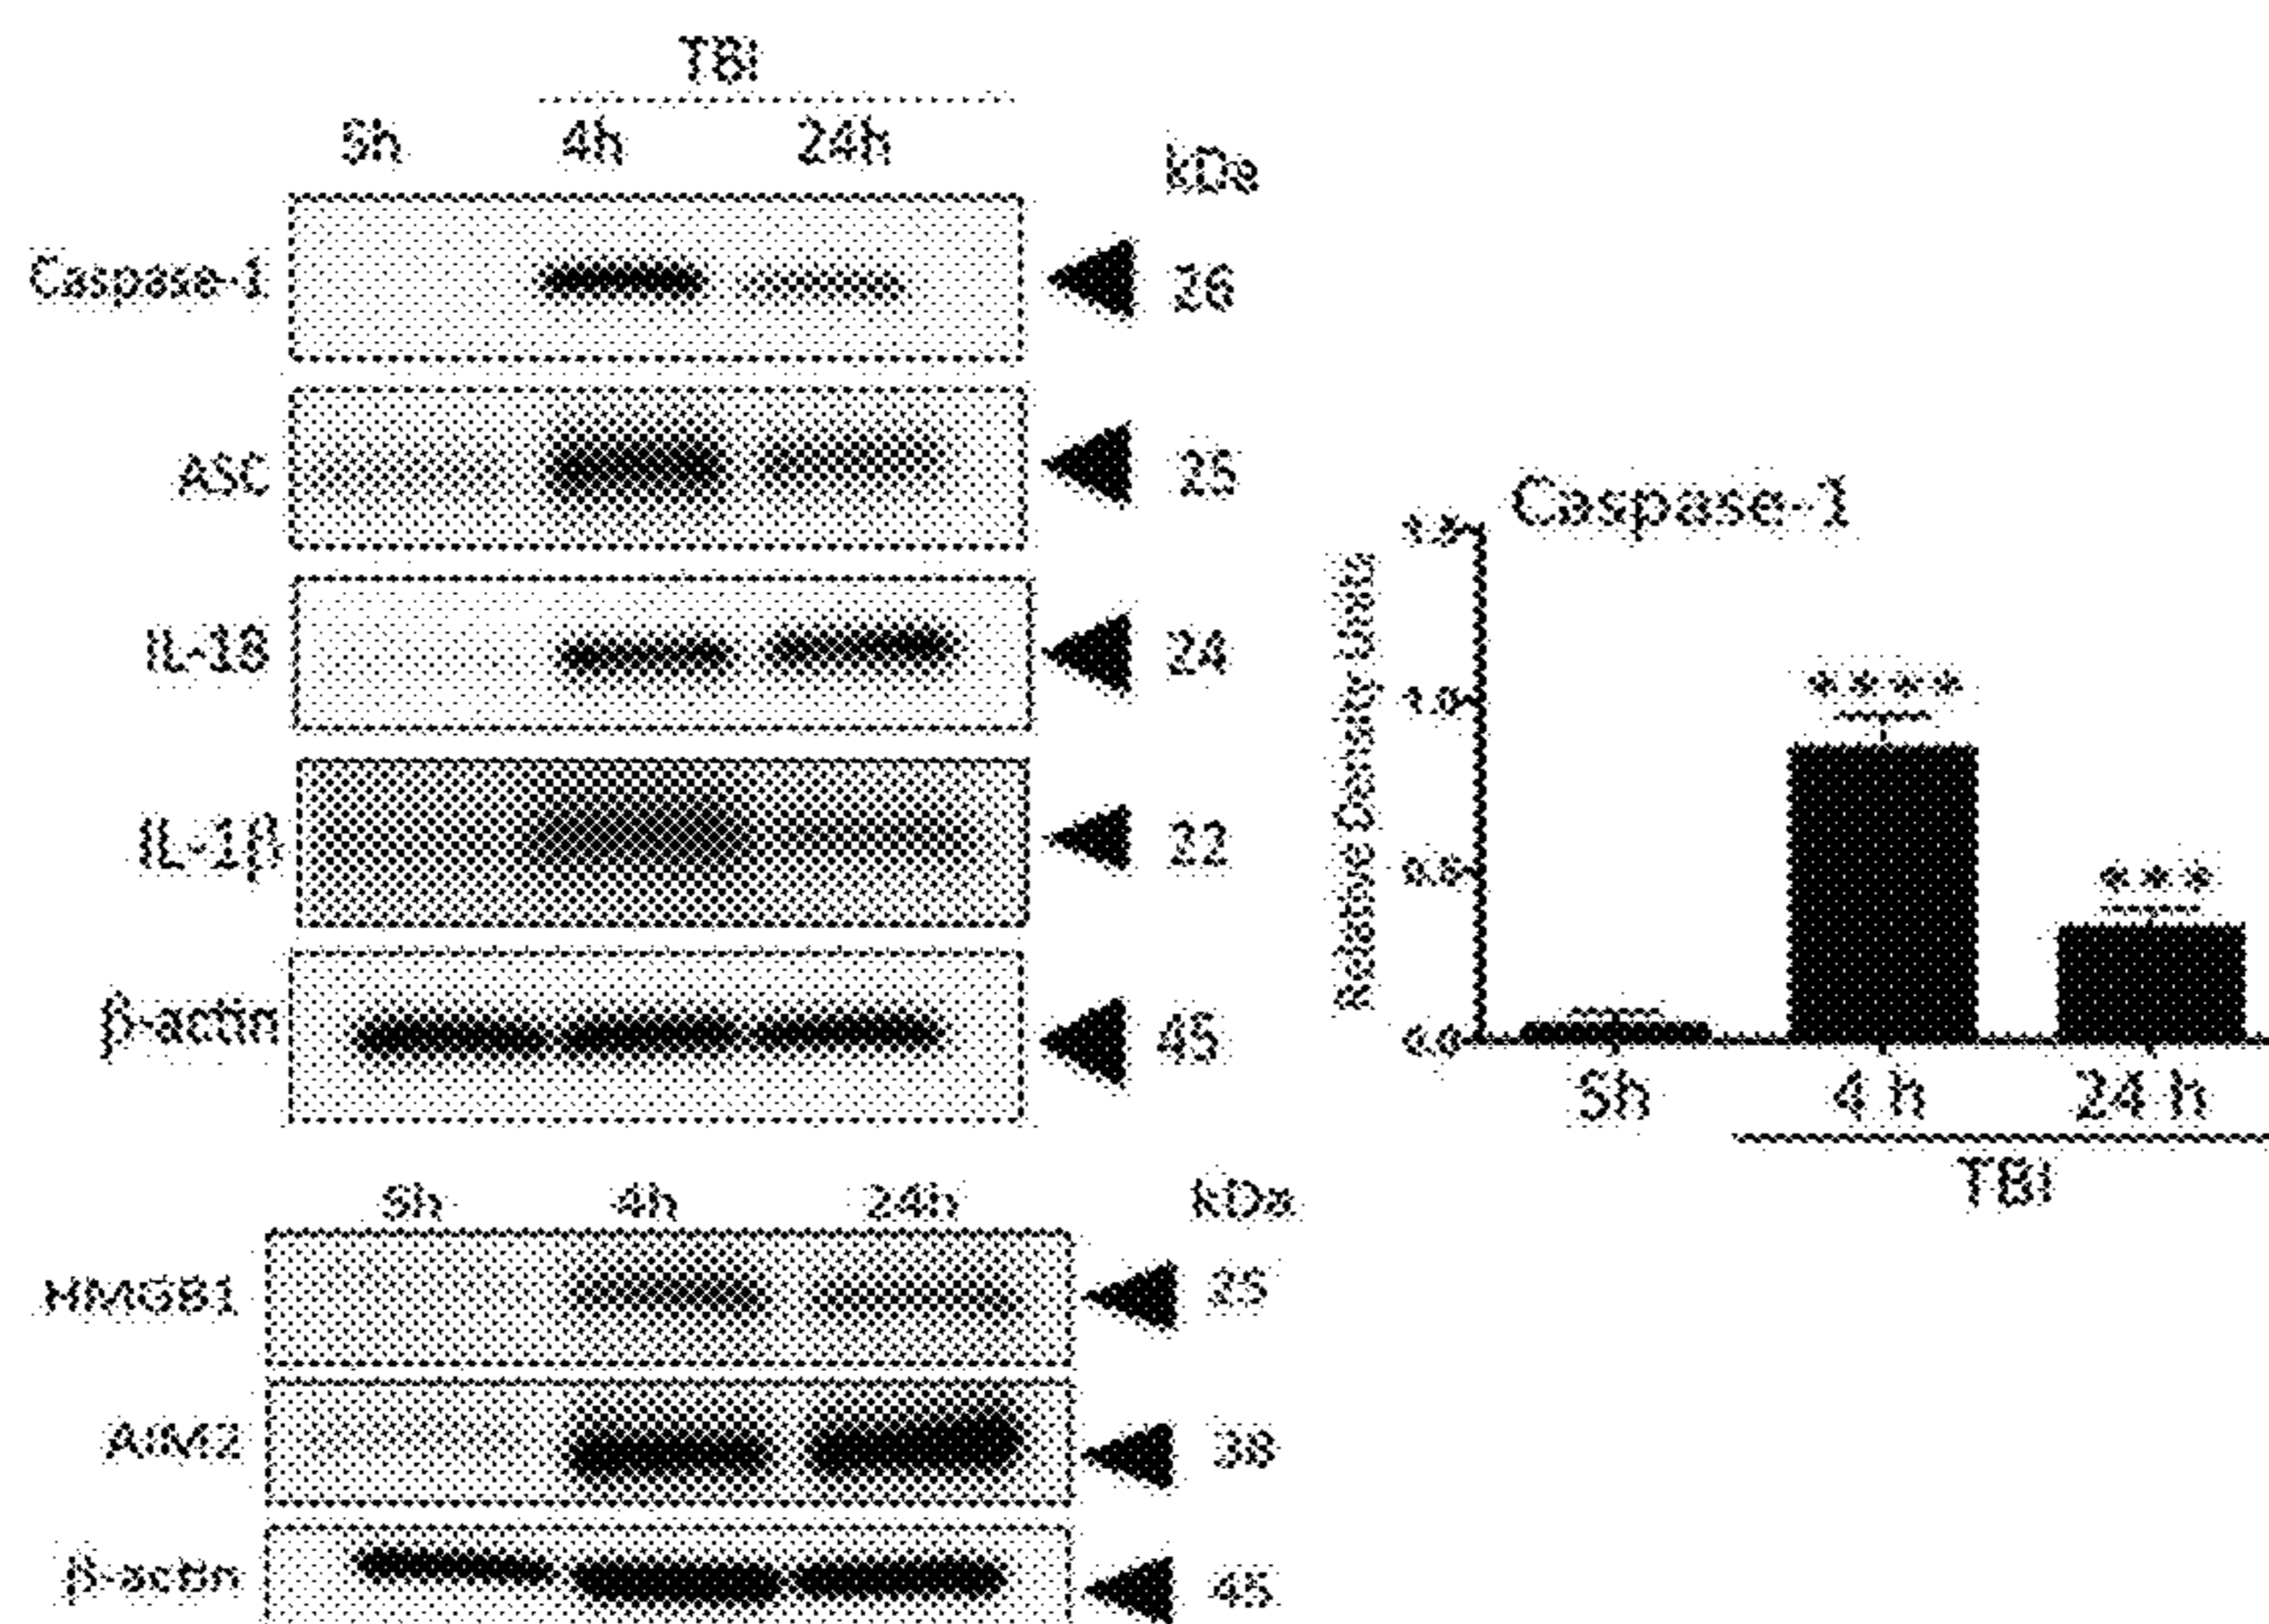 TBI
Sh 4h 24h
kDa
Caspase-1 26
ASC 25
IL-18 24
IL-1β 22
β-actin 45
Sh 4h 24h kDa
HMGB1 25
AIM2 38
β-actin 45
Caspase-1
Relative Density Units
1.5
1.0
0.5
0.0
****
***
Sh 4 h 24 h
TBI